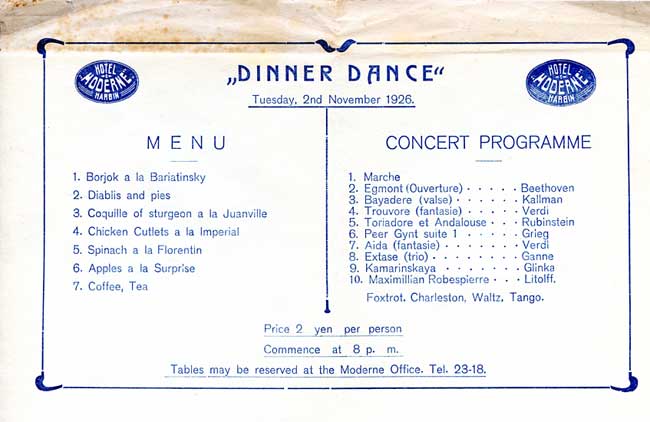 „DINNER DANCE“
Tuesday, 2nd November 1926.
HOTEL
MODERNE
HARBIN
HOTEL
MODERNE
HARBIN
MENU
1. Borjok a la Bariatinsky
2. Diablis and pies
3. Coquille of sturgeon a la Juanville
4. Chicken Cutlets a la Imperial
5. Spinach a la Florentin
6. Apples a la Surprise
7. Coffee, Tea
CONCERT PROGRAMME
1. Marche
2. Egmont (Ouverture) · · · · · Beethoven
3. Bayadere (valse) · · · · · · Kallman
4. Trouvore (fantasie) · · · · · Verdi
5. Toriadore et Andalouse · · · Rubinstein
6. Peer Gynt suite 1 · · · · · Grieg
7. Aida (fantasie) · · · · · · · Verdi
8. Extase (trio) · · · · · · · · Ganne
9. Kamarinskaya · · · · · · · Glinka
10. Maximillian Robespierre · · · Litolff.
Foxtrot, Charleston, Waltz, Tango.
Price 2 yen per person
Commence at 8 p. m.
Tables may be reserved at the Moderne Office. Tel. 23-18.